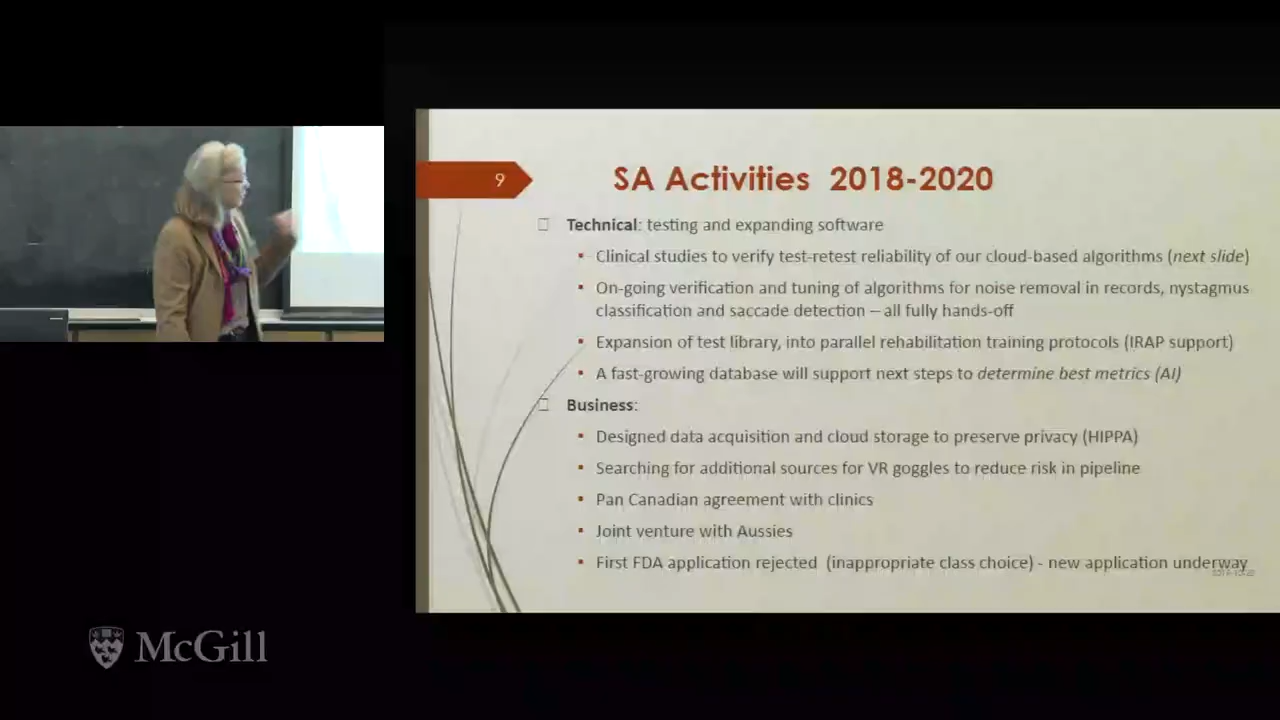 9
SA Activities 2018-2020
Technical: testing and expanding software
Clinical studies to verify test-retest reliability of our cloud-based algorithms (next slide)
On-going verification and tuning of algorithms for noise removal in records, nystagmus
classification and saccade detection – all fully hands-off
Expansion of test library, into parallel rehabilitation training protocols (IRAP support)
A fast-growing database will support next steps to determine best metrics (AI)
Business:
Designed data acquisition and cloud storage to preserve privacy (HIPPA)
Searching for additional sources for VR goggles to reduce risk in pipeline
Pan Canadian agreement with clinics
Joint venture with Aussies
First FDA application rejected (inappropriate class choice) - new application underway
McGill